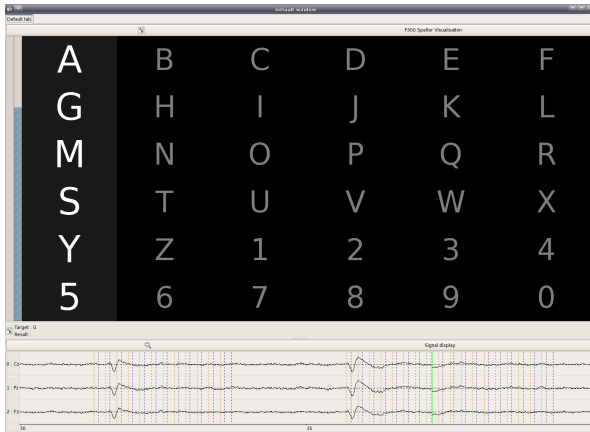 Default window
Default tab
P300 Speller Visualisation
A B C D E F
G H I J K L
M N O P Q R
S T U V W X
Y Z 1 2 3 4
5 6 7 8 9 0
Target : G
Result :
Signal display
0 : Cz
1 : Pz
2 : Fz
30 35